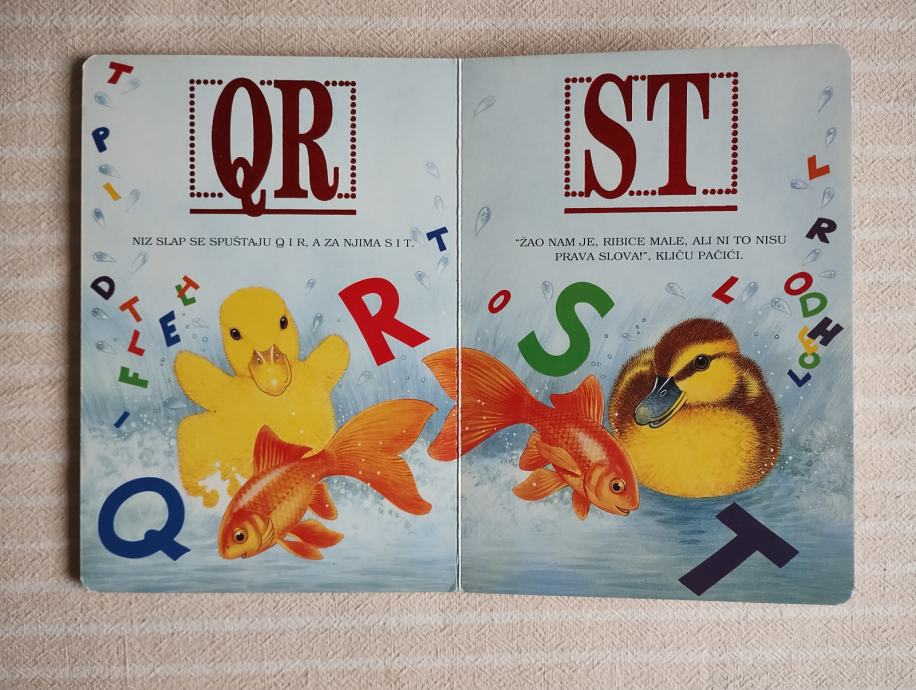 QR
NIZ SLAP SE SPUŠTAJU Q I R, A ZA NJIMA S I T.
T
P
I
D
T
L
F
I
E
L
E
H
T
R
Q
ST
“ŽAO NAM JE, RIBICE MALE, ALI NI TO NISU
PRAVA SLOVA!”, KLIČU PAČIĆI.
L
R
O
S
L
O
D
H
E
G
L
T